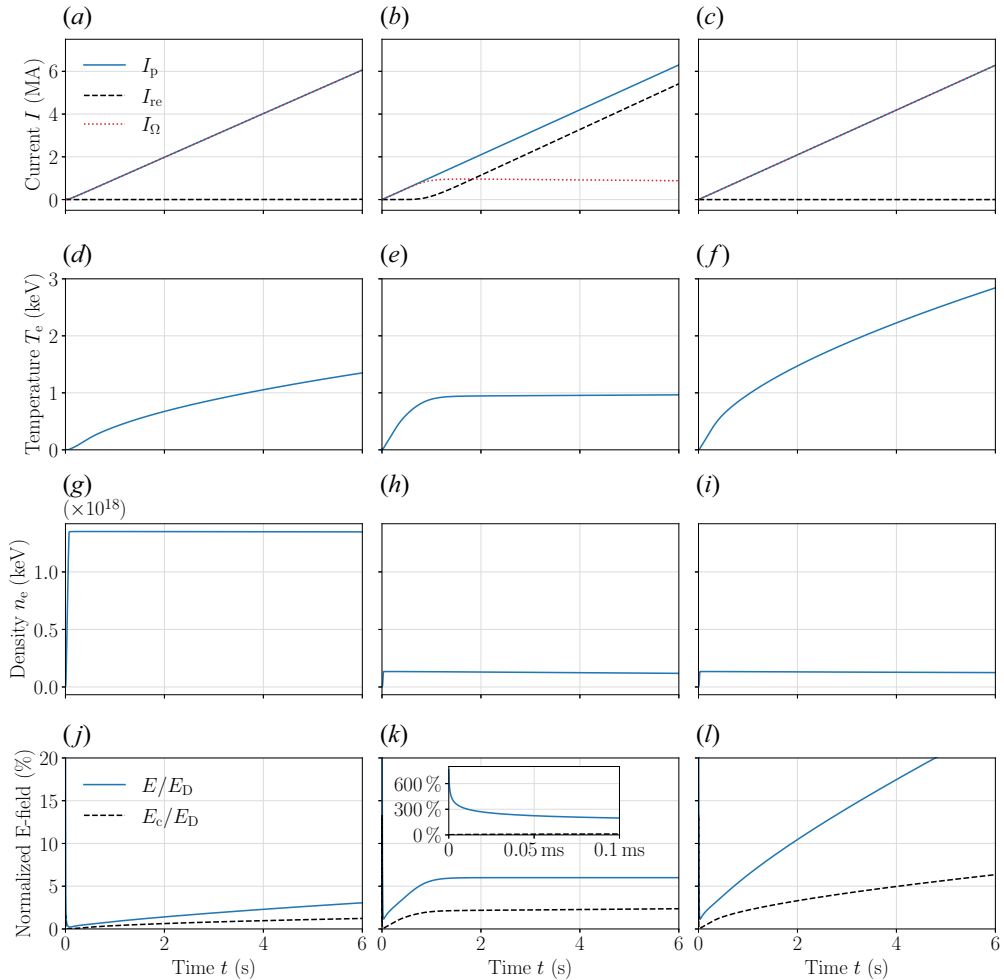 (a) (b) (c)
Current I (MA)
6
4
2
0
I_p
I_re
I_Ω
(d) (e) (f)
Temperature T_e (keV)
3
2
1
0
(g) (h) (i)
(×10^18)
Density n_e (keV)
1.0
0.5
0.0
(j) (k) (l)
Normalized E-field (%)
20
15
10
5
0
E/E_D
E_c/E_D
600 %
300 %
0 %
0 0.05 ms 0.1 ms
0 2 4 6 0 2 4 6 0 2 4 6
Time t (s) Time t (s) Time t (s)